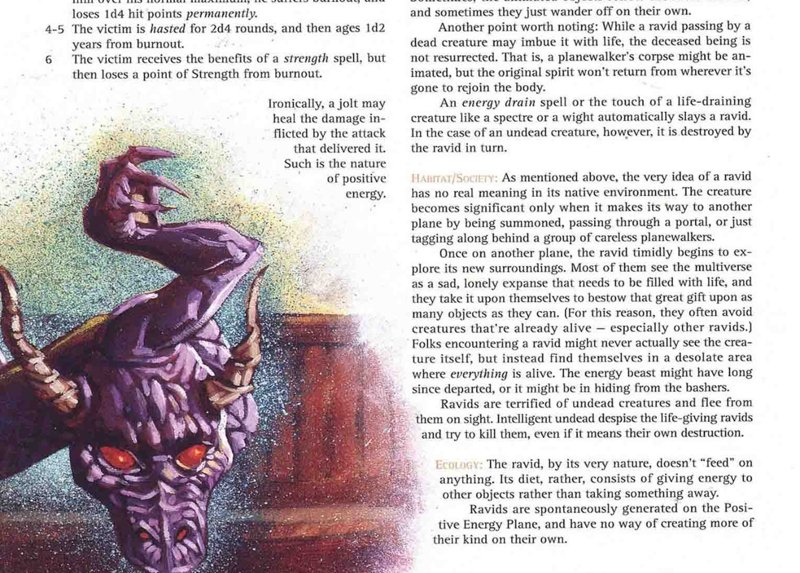 him over his normal maximum, he suffers burnout, and
loses 1d4 hit points permanently.
4–5 The victim is hasted for 2d4 rounds, and then ages 1d2
years from burnout.
6 The victim receives the benefits of a strength spell, but
then loses a point of Strength from burnout.
Ironically, a jolt may
heal the damage in-
flicted by the attack
that delivered it.
Such is the nature
of positive
energy.
and sometimes they just wander off on their own.
Another point worth noting: While a ravid passing by a
dead creature may imbue it with life, the deceased being is
not resurrected. That is, a planewalker's corpse might be an-
imated, but the original spirit won't return from wherever it's
gone to rejoin the body.
An energy drain spell or the touch of a life-draining
creature like a spectre or a wight automatically slays a ravid.
In the case of an undead creature, however, it is destroyed by
the ravid in turn.
HABITAT/SOCIETY: As mentioned above, the very idea of a ravid
has no real meaning in its native environment. The creature
becomes significant only when it makes its way to another
plane by being summoned, passing through a portal, or just
tagging along behind a group of careless planewalkers.
Once on another plane, the ravid timidly begins to ex-
plore its new surroundings. Most of them see the multiverse
as a sad, lonely expanse that needs to be filled with life, and
they take it upon themselves to bestow that great gift upon as
many objects as they can. (For this reason, they often avoid
creatures that're already alive — especially other ravids.)
Folks encountering a ravid might never actually see the crea-
ture itself, but instead find themselves in a desolate area
where everything is alive. The energy beast might have long
since departed, or it might be in hiding from the bashers.
Ravids are terrified of undead creatures and flee from
them on sight. Intelligent undead despise the life-giving ravids
and try to kill them, even if it means their own destruction.
ECOLOGY: The ravid, by its very nature, doesn't “feed” on
anything. Its diet, rather, consists of giving energy to
other objects rather than taking something away.
Ravids are spontaneously generated on the Posi-
tive Energy Plane, and have no way of creating more of
their kind on their own.